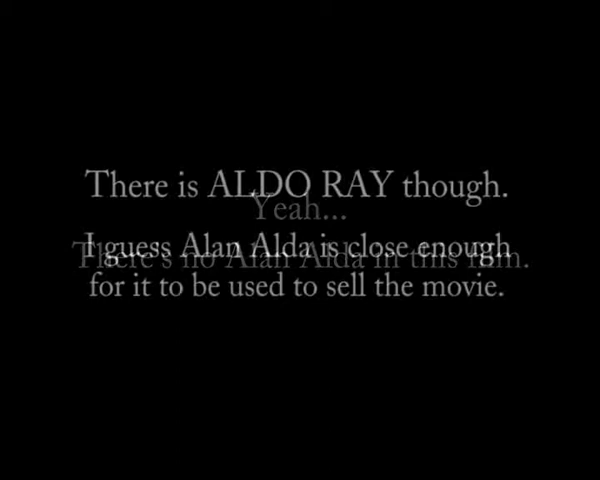 There is ALDO RAY though.
Yeah...
I guess Alan Alda is close enough
There's no Alan Alda in this film.
for it to be used to sell the movie.